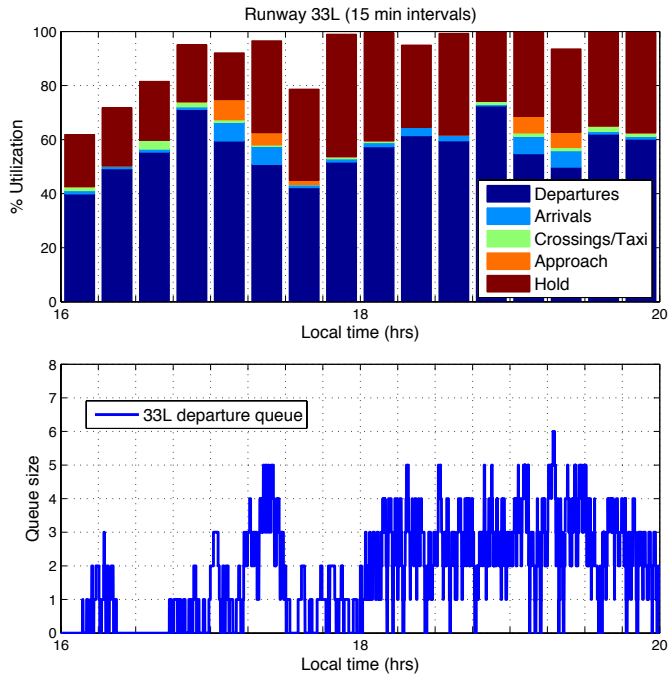 Runway 33L (15 min intervals)
100
80
60
40
20
0
% Utilization
Departures
Arrivals
Crossings/Taxi
Approach
Hold
16
18
20
Local time (hrs)
8
7
6
5
4
3
2
1
0
Queue size
33L departure queue
16
18
20
Local time (hrs)